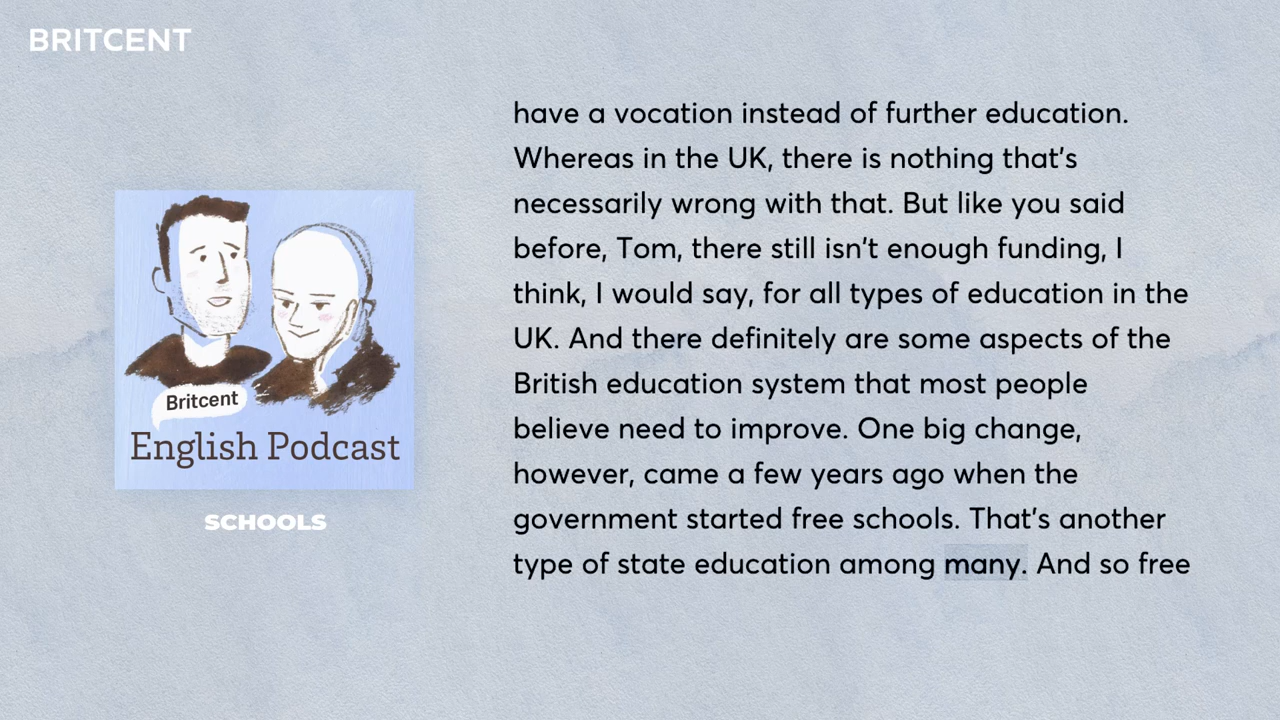 BRITCENT
Britcent
English Podcast
SCHOOLS
have a vocation instead of further education.
Whereas in the UK, there is nothing that's
necessarily wrong with that. But like you said
before, Tom, there still isn't enough funding, I
think, I would say, for all types of education in the
UK. And there definitely are some aspects of the
British education system that most people
believe need to improve. One big change,
however, came a few years ago when the
government started free schools. That's another
type of state education among many. And so free